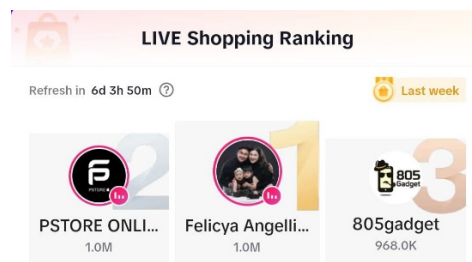 LIVE Shopping Ranking
Refresh in 6d 3h 50m ?
Last week
2
1
3
F
PSTORE
805
Gadget
PSTORE ONLI...
Felicya Angelli...
805gadget
1.0M
1.0M
968.0K